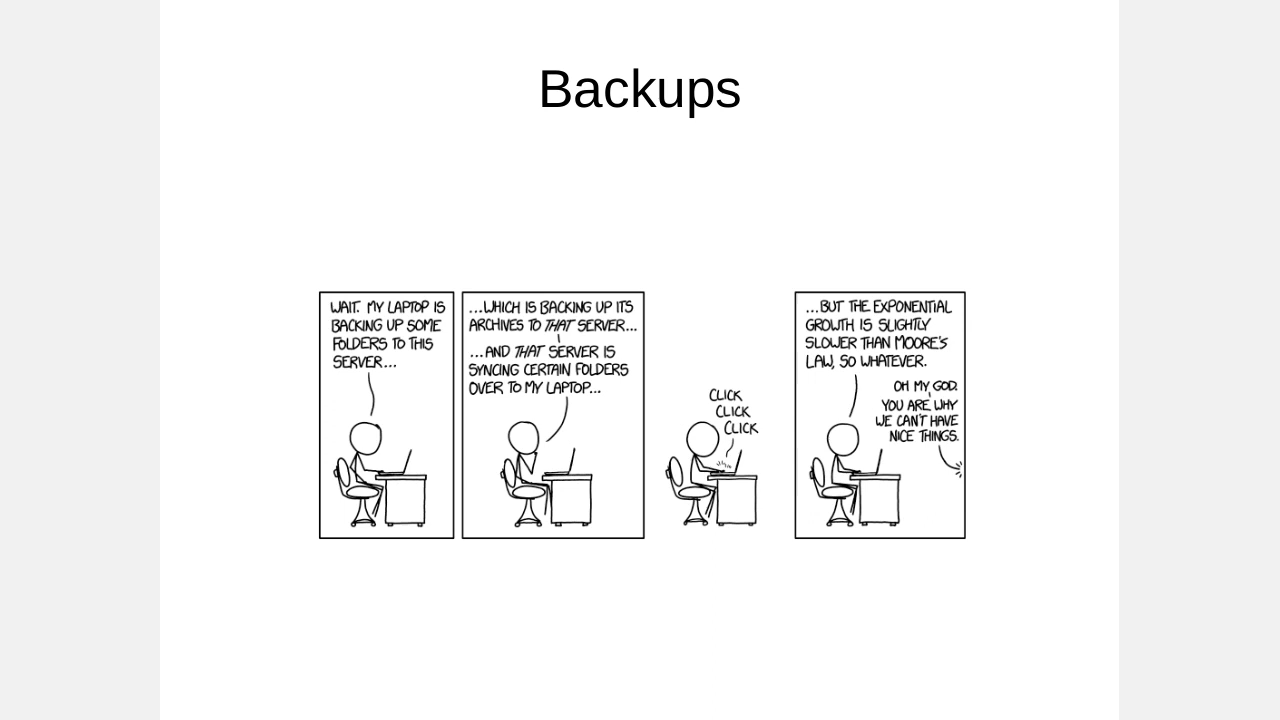 Backups
WAIT. MY LAPTOP IS
BACKING UP SOME
FOLDERS TO THIS
SERVER...
...WHICH IS BACKING UP ITS
ARCHIVES TO THAT SERVER...
...AND THAT SERVER IS
SYNCING CERTAIN FOLDERS
OVER TO MY LAPTOP...
CLICK
CLICK
CLICK
...BUT THE EXPONENTIAL
GROWTH IS SLIGHTLY
SLOWER THAN MOORE'S
LAW, SO WHATEVER.
OH MY GOD.
YOU ARE WHY
WE CAN'T HAVE
NICE THINGS.